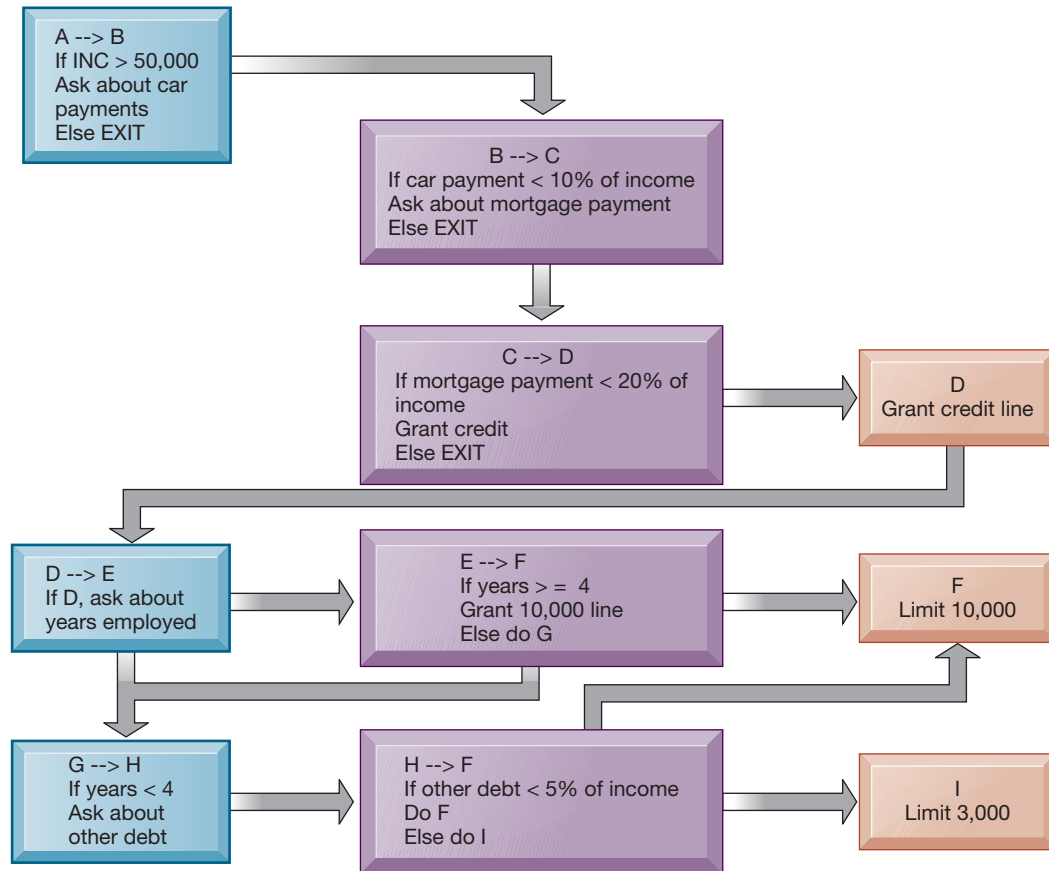 A --> B
If INC > 50,000
Ask about car
payments
Else EXIT
B --> C
If car payment < 10% of income
Ask about mortgage payment
Else EXIT
C --> D
If mortgage payment < 20% of
income
Grant credit
Else EXIT
D
Grant credit line
D --> E
If D, ask about
years employed
E --> F
If years > = 4
Grant 10,000 line
Else do G
F
Limit 10,000
G --> H
If years < 4
Ask about
other debt
H --> F
If other debt < 5% of income
Do F
Else do I
I
Limit 3,000